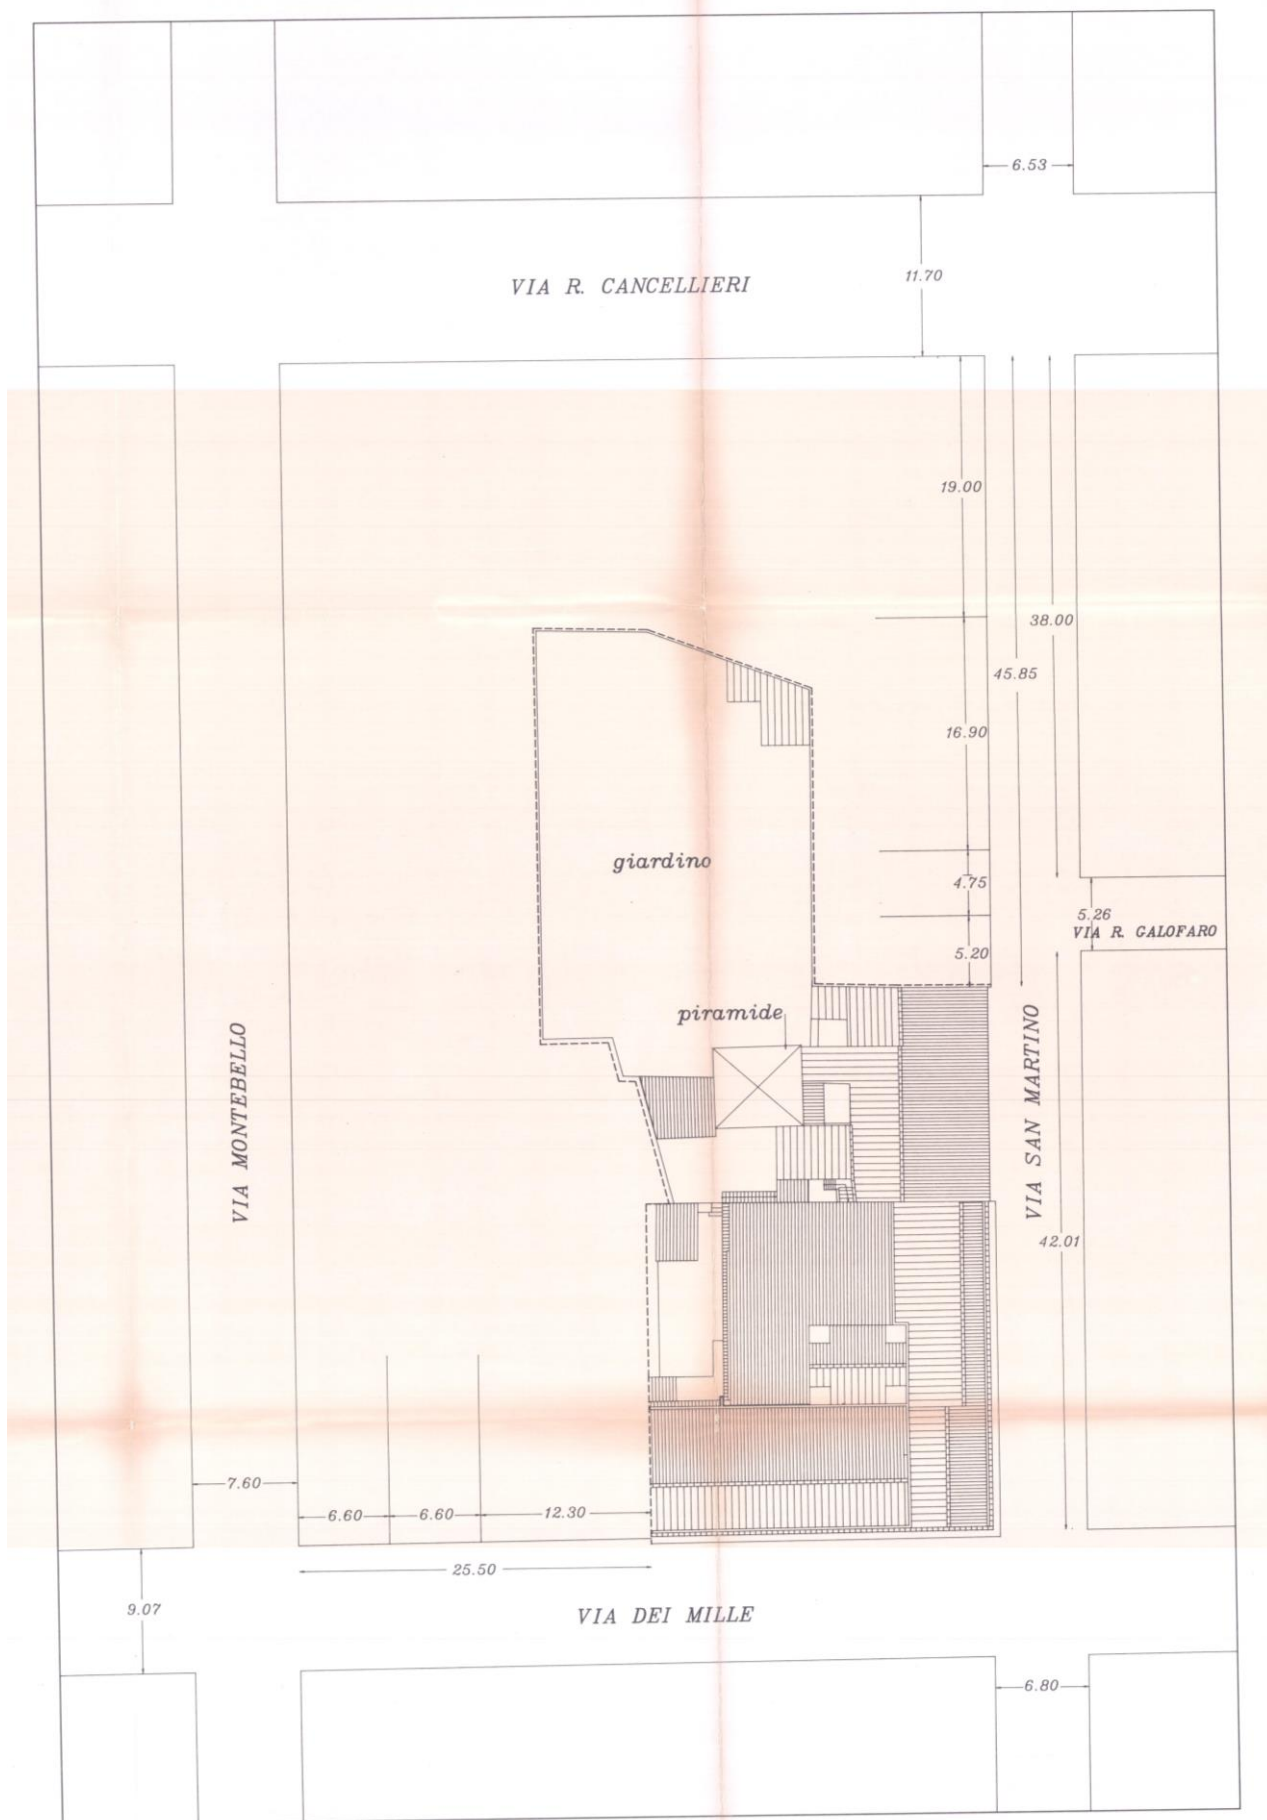 6.53
11.70
VIA R. CANCELLIERI
19.00
38.00
45.85
16.90
giardino
4.75
5.26
VIA R. GALOFARO
5.20
piramide
VIA MONTEBELLO
VIA SAN MARTINO
42.01
7.60
6.60
6.60
12.30
25.50
9.07
VIA DEI MILLE
6.80